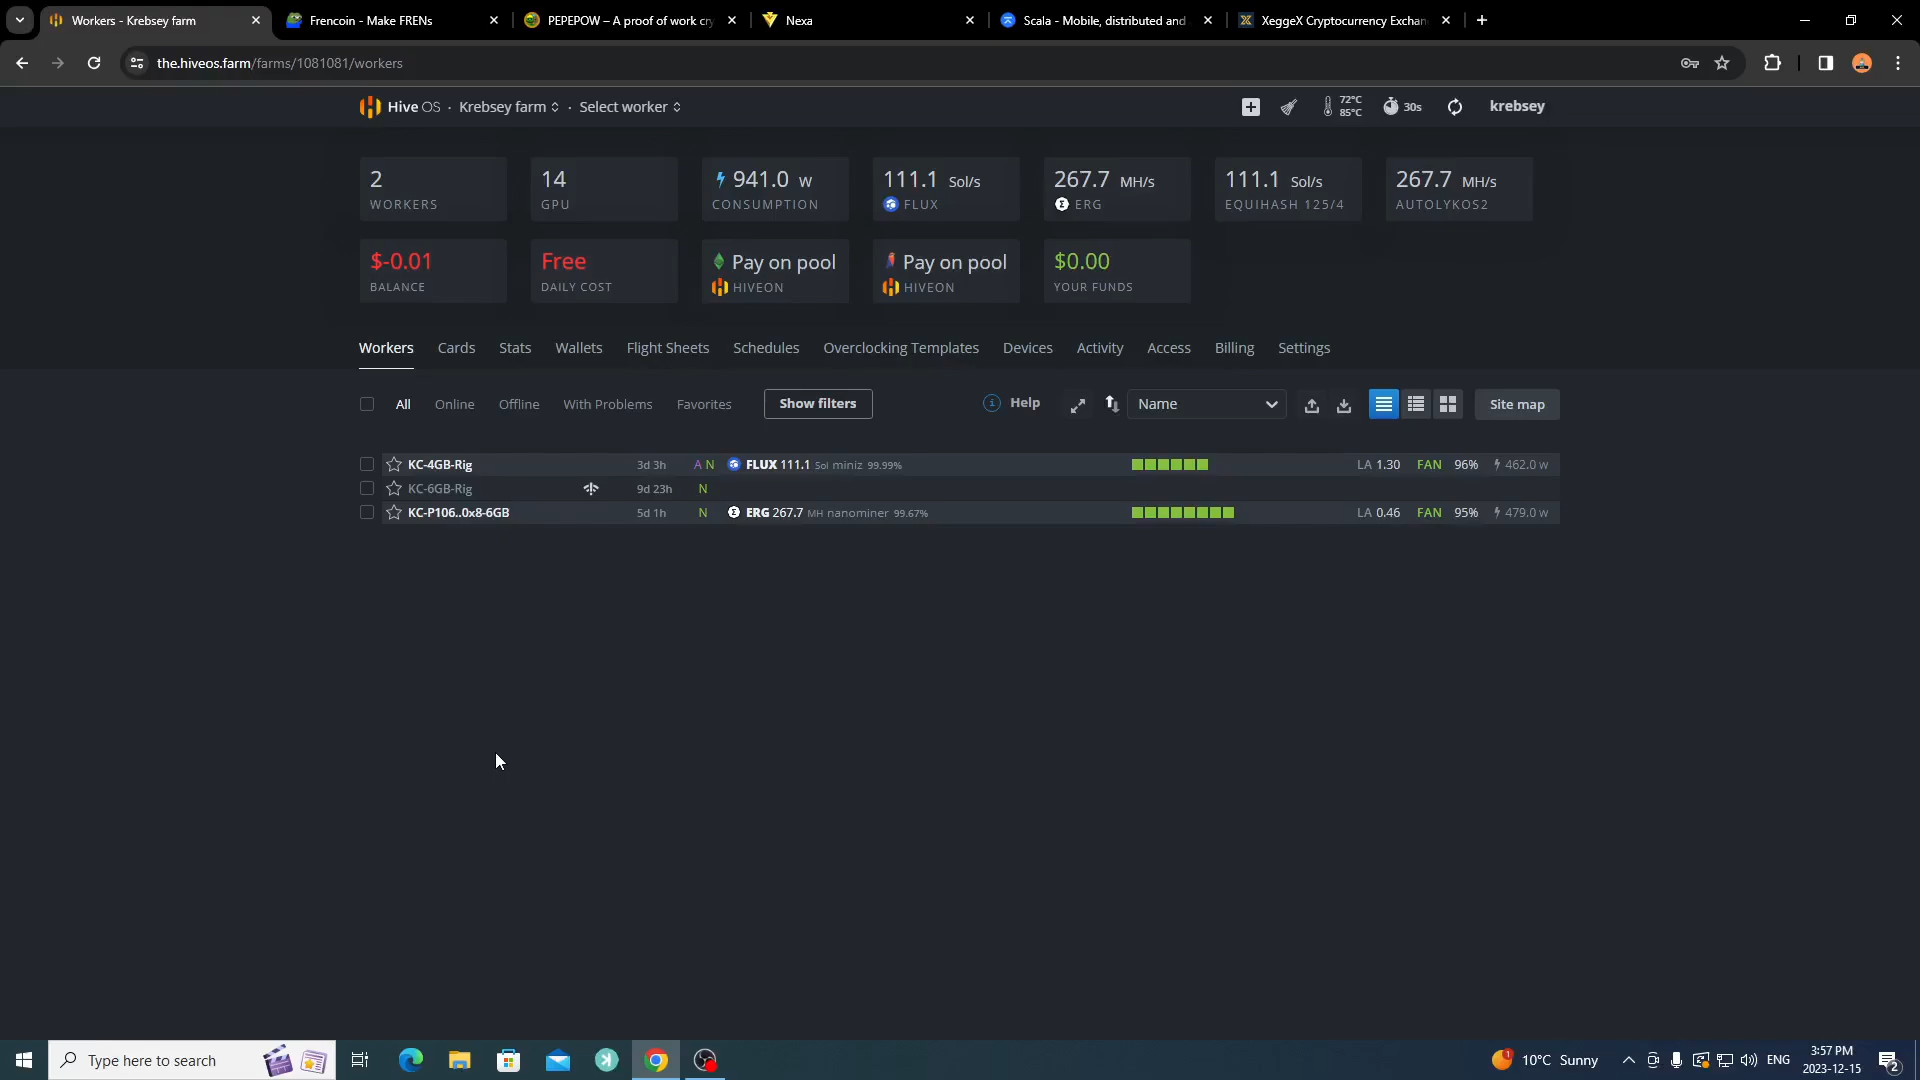 Workers - Krebsey farm
Frencoin - Make FRENs
PEPEPOW – A proof of work cry
Nexa
Scala - Mobile, distributed and
XeggeX Cryptocurrency Exchan
the.hiveos.farm/farms/1081081/workers
Hive OS · Krebsey farm · Select worker
72°C
85°C
30s
krebsey
2
WORKERS
14
GPU
941.0 W
CONSUMPTION
111.1 Sol/s
FLUX
267.7 MH/s
ERG
111.1 Sol/s
EQUIHASH 125/4
267.7 MH/s
AUTOLYKOS2
$-0.01
BALANCE
Free
DAILY COST
Pay on pool
HIVEON
Pay on pool
HIVEON
$0.00
YOUR FUNDS
Workers Cards Stats Wallets Flight Sheets Schedules Overclocking Templates Devices Activity Access Billing Settings
All Online Offline With Problems Favorites Show filters Help Name Site map
KC-4GB-Rig 3d 3h A N FLUX 111.1 Sol miniz 99.99% LA 1.30 FAN 96% 462.0 W
KC-6GB-Rig 9d 23h N
KC-P106..0x8-6GB 5d 1h N ERG 267.7 MH nanominer 99.67% LA 0.46 FAN 95% 479.0 W
Type here to search
1
10°C Sunny
ENG
3:57 PM
2023-12-15
2